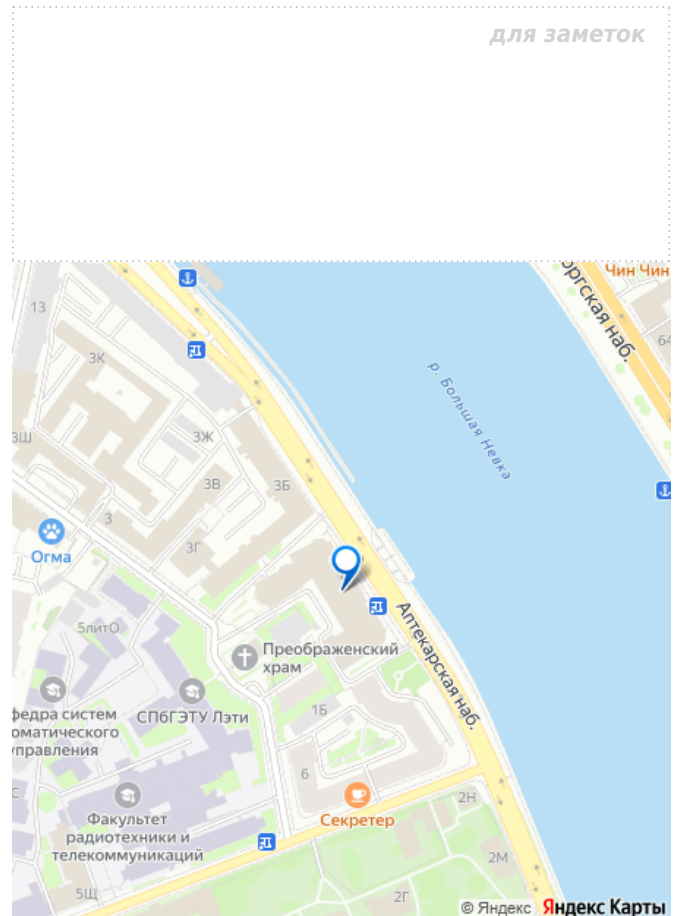 для заметок
Чин Чин
оргская наб.
64
13
3К
р. Большая Невка
3Ш
3Ж
3В
3Б
3
3Г
Огма
Аптекарская наб.
5литО
Преображенский
храм
федра систем
оматического
управления
СПбГЭТУ Лэти
1Б
6
2Н
Секретер
Факультет
радиотехники и
телекоммуникаций
2М
5Щ
2Г
© Яндекс Яндекс Карты